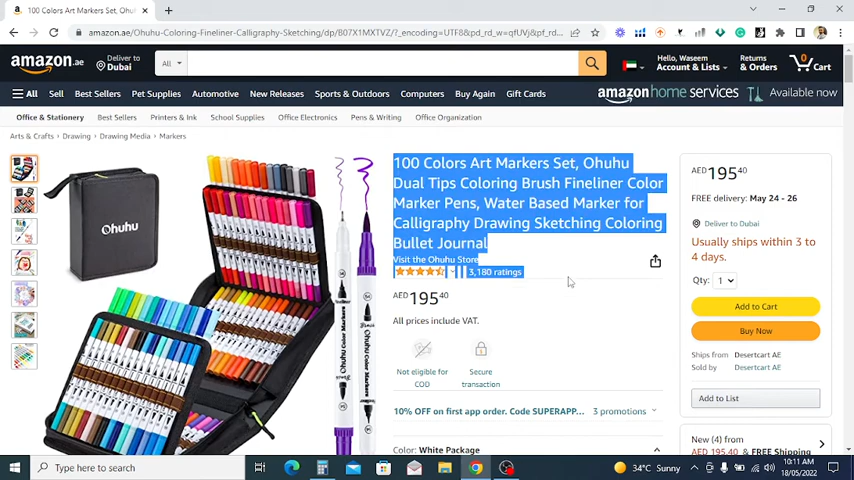 100 Colors Art Markers Set, Ohuh
amazon.ae/Ohuhu-Coloring-Fineliner-Calligraphy-Sketching/dp/B07X1MXTVZ/?_encoding=UTF8&pd_rd_w=qfUVj&pf_rd
amazon.ae
Deliver to
Dubai
All
Hello, Waseem
Account & Lists
Returns
& Orders
0
Cart
All Sell Best Sellers Pet Supplies Automotive New Releases Sports & Outdoors Computers Buy Again Gift Cards
amazon home services Available now
Office & Stationery Best Sellers Printers & Ink School Supplies Office Electronics Pens & Writing Office Organization
Arts & Crafts › Drawing › Drawing Media › Markers
Ohuhu
Ohuhu Color Markers
100 Colors Art Markers Set, Ohuhu
Dual Tips Coloring Brush Fineliner Color
Marker Pens, Water Based Marker for
Calligraphy Drawing Sketching Coloring
Bullet Journal
Visit the Ohuhu Store
3,180 ratings
AED 195 40
All prices include VAT.
Not eligible for
COD
Secure
transaction
10% OFF on first app order. Code SUPERAPP... 3 promotions
Color: White Package
AED 195 40
FREE delivery: May 24 - 26
Deliver to Dubai
Usually ships within 3 to
4 days.
Qty: 1
Add to Cart
Buy Now
Ships from Desertcart AE
Sold by Desertcart AE
Add to List
New (4) from
AED 195.40 & FREE Shipping
Type here to search
34°C Sunny
10:11 AM
18/05/2022